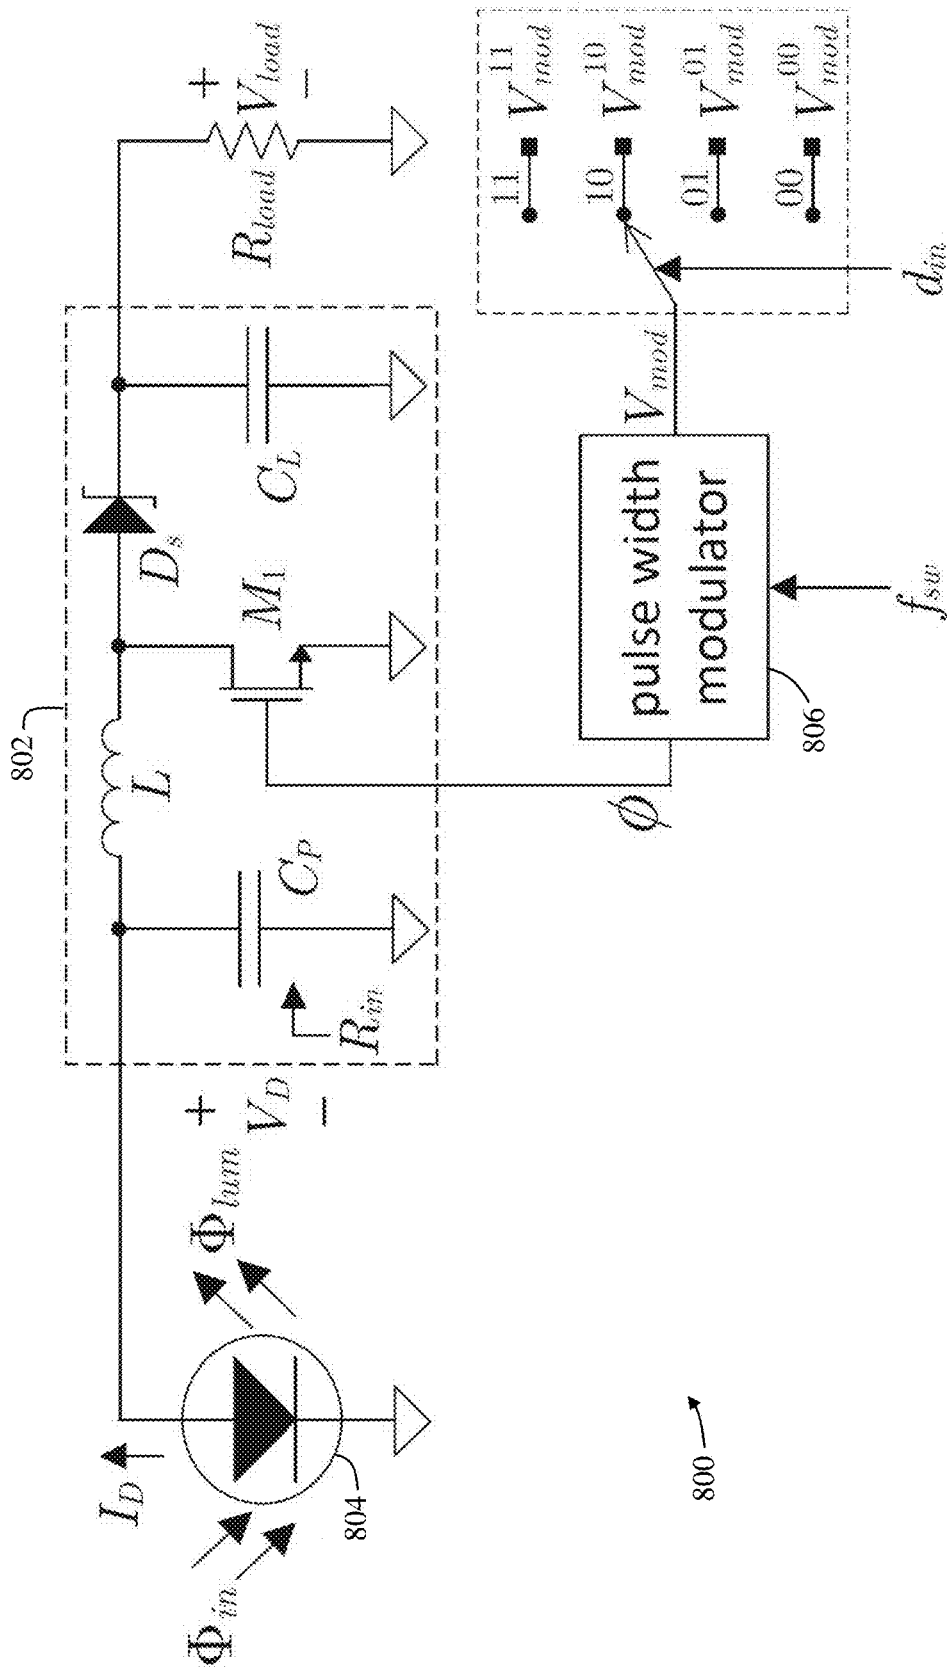 802
L
D_s
+
V_load
−
R_load
C_P
M_1
C_L
R_in
I_D
Φ_in
Φ_lum
+
V_D
−
804
ϕ
pulse width
modulator
806
f_sw
V_mod
d_in
11 V_mod^11
10 V_mod^10
01 V_mod^01
00 V_mod^00
800